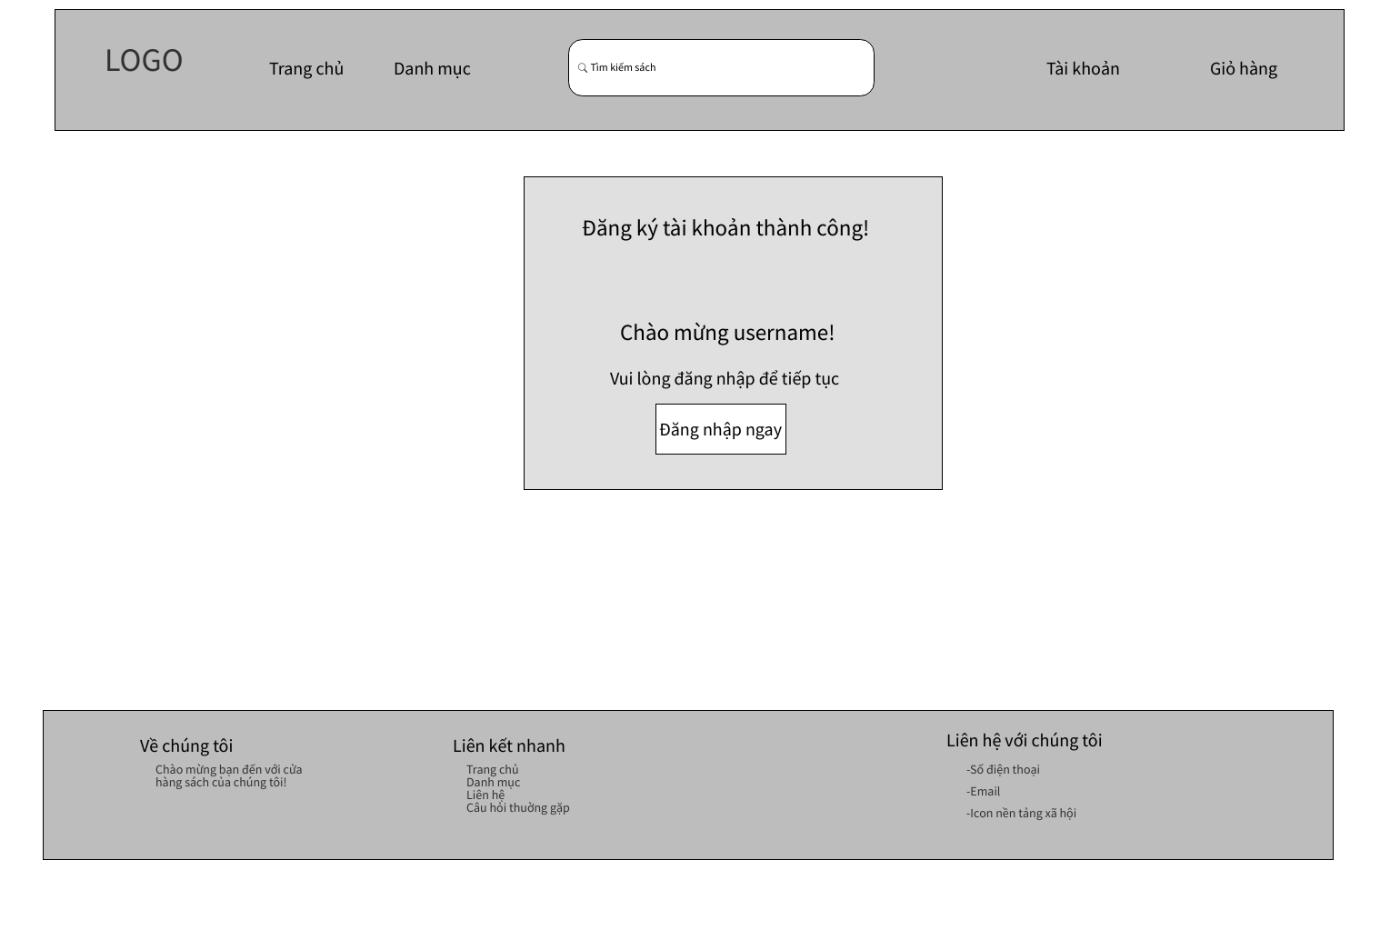 LOGO
Trang chủ
Danh mục
Tìm kiếm sách
Tài khoản
Giỏ hàng
Đăng ký tài khoản thành công!
Chào mừng username!
Vui lòng đăng nhập để tiếp tục
Đăng nhập ngay
Về chúng tôi
Chào mừng bạn đến với cửa
hàng sách của chúng tôi!
Liên kết nhanh
Trang chủ
Danh mục
Liên hệ
Câu hỏi thuờng gặp
Liên hệ với chúng tôi
-Số điện thoại
-Email
-Icon nền tảng xã hội